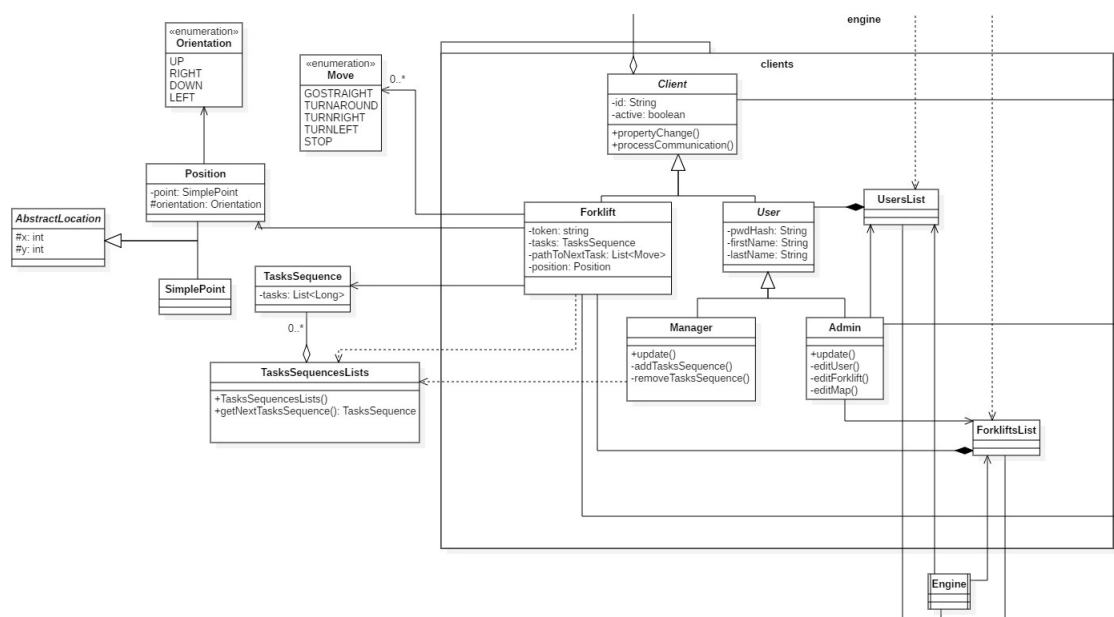 engine
clients
«enumeration»
Orientation
UP
RIGHT
DOWN
LEFT
«enumeration»
Move
GOSTRAIGHT
TURNAROUND
TURNRIGHT
TURNLEFT
STOP
0..*
Client
-id: String
-active: boolean
+propertyChange()
+processCommunication()
Position
-point: SimplePoint
#orientation: Orientation
AbstractLocation
#x: int
#y: int
SimplePoint
Forklift
-token: string
-tasks: TasksSequence
-pathToNextTask: List<Move>
-position: Position
User
-pwdHash: String
-firstName: String
-lastName: String
UsersList
TasksSequence
-tasks: List<Long>
0..*
TasksSequencesLists
+TasksSequencesLists()
+getNextTasksSequence(): TasksSequence
Manager
+update()
-addTasksSequence()
-removeTasksSequence()
Admin
+update()
-editUser()
-editForklift()
-editMap()
ForkliftsList
Engine